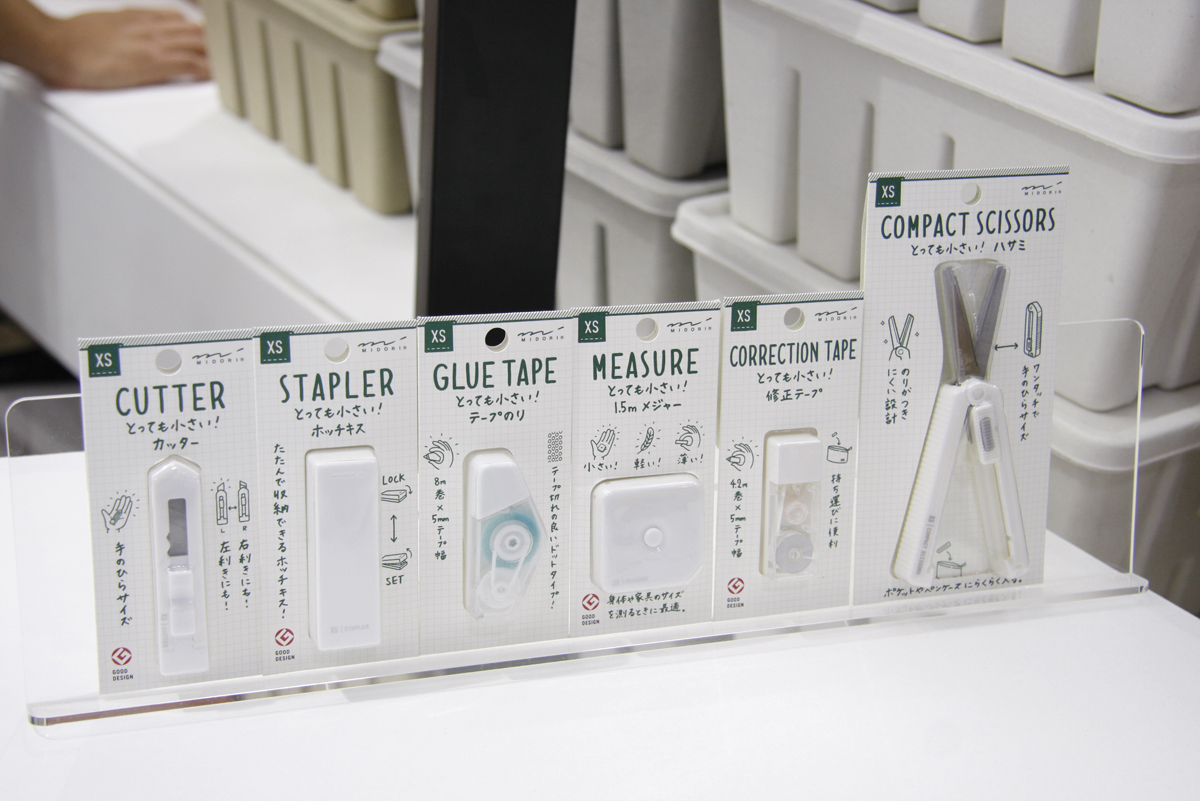 XS
MIDORI
CUTTER
とっても小さい!
カッター
手のひらサイズ
L R
左利きにも!
右利きにも!
GOOD
DESIGN
XS
MIDORI
STAPLER
とっても小さい!
ホッチキス
たたんで収納できるホッチキス!
LOCK
SET
GOOD
DESIGN
XS
MIDORI
GLUE TAPE
とっても小さい!
テープのり
8m巻×5mmテープ幅
テープ切れの良いドットタイプ!
XS
MIDORI
MEASURE
とっても小さい!
1.5m メジャー
小さい! 軽い! 薄い!
GOOD
DESIGN
身体や家具のサイズ
を測るときに最適。
XS
MIDORI
CORRECTION TAPE
とっても小さい!
修正テープ
4.2m巻×5mmテープ幅
持ち運びに便利
GOOD
DESIGN
XS
MIDORI
COMPACT SCISSORS
とっても小さい! ハサミ
のりがつき
にくい設計
ワンタッチで
手のひらサイズ
ポケットやペンケースにらくらく入る。